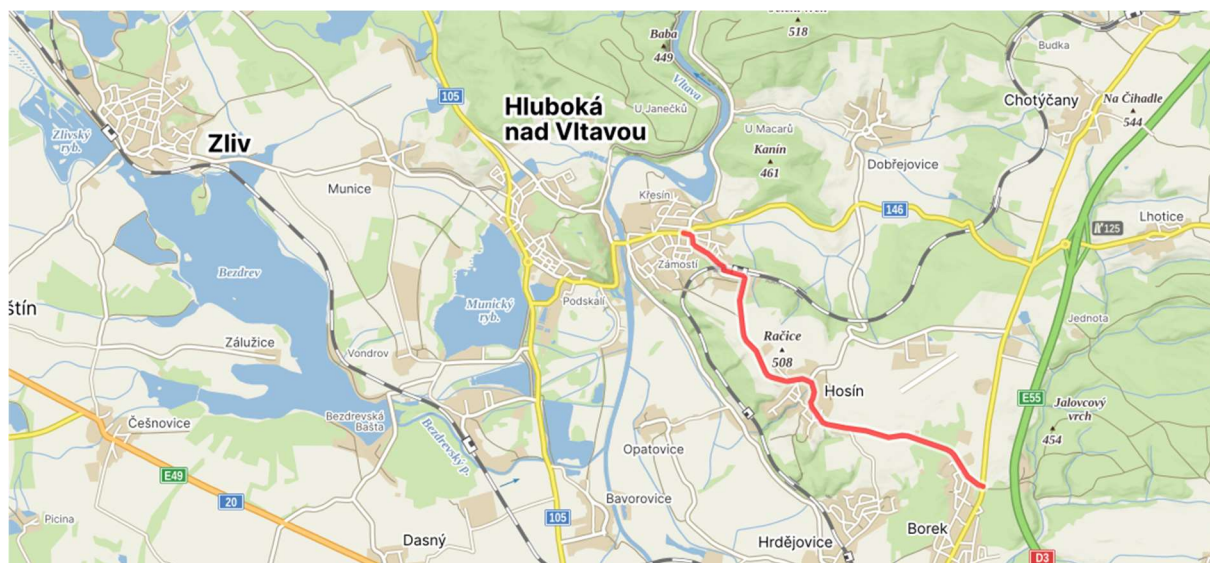 518
Baba
449
Budka
105
Vltava
Hluboká
nad Vltavou
U Janečků
Chotýčany
Na Čihadle
544
Zlivský
ryb.
Zliv
U Macarů
Kanín
461
Dobřejovice
Munice
Křesín
146
Lhotice
125
Bezdrev
Zámostí
Munický
ryb.
Podskalí
štín
Jednota
Zálužice
Vondrov
Račice
508
Hosín
E55
Jalovcový
vrch
454
Češnovice
Bezdrevská
Bašta
Bezdrevský p.
Opatovice
E49
20
Bavorovice
105
Picina
Dasný
Hrdějovice
Borek
D3